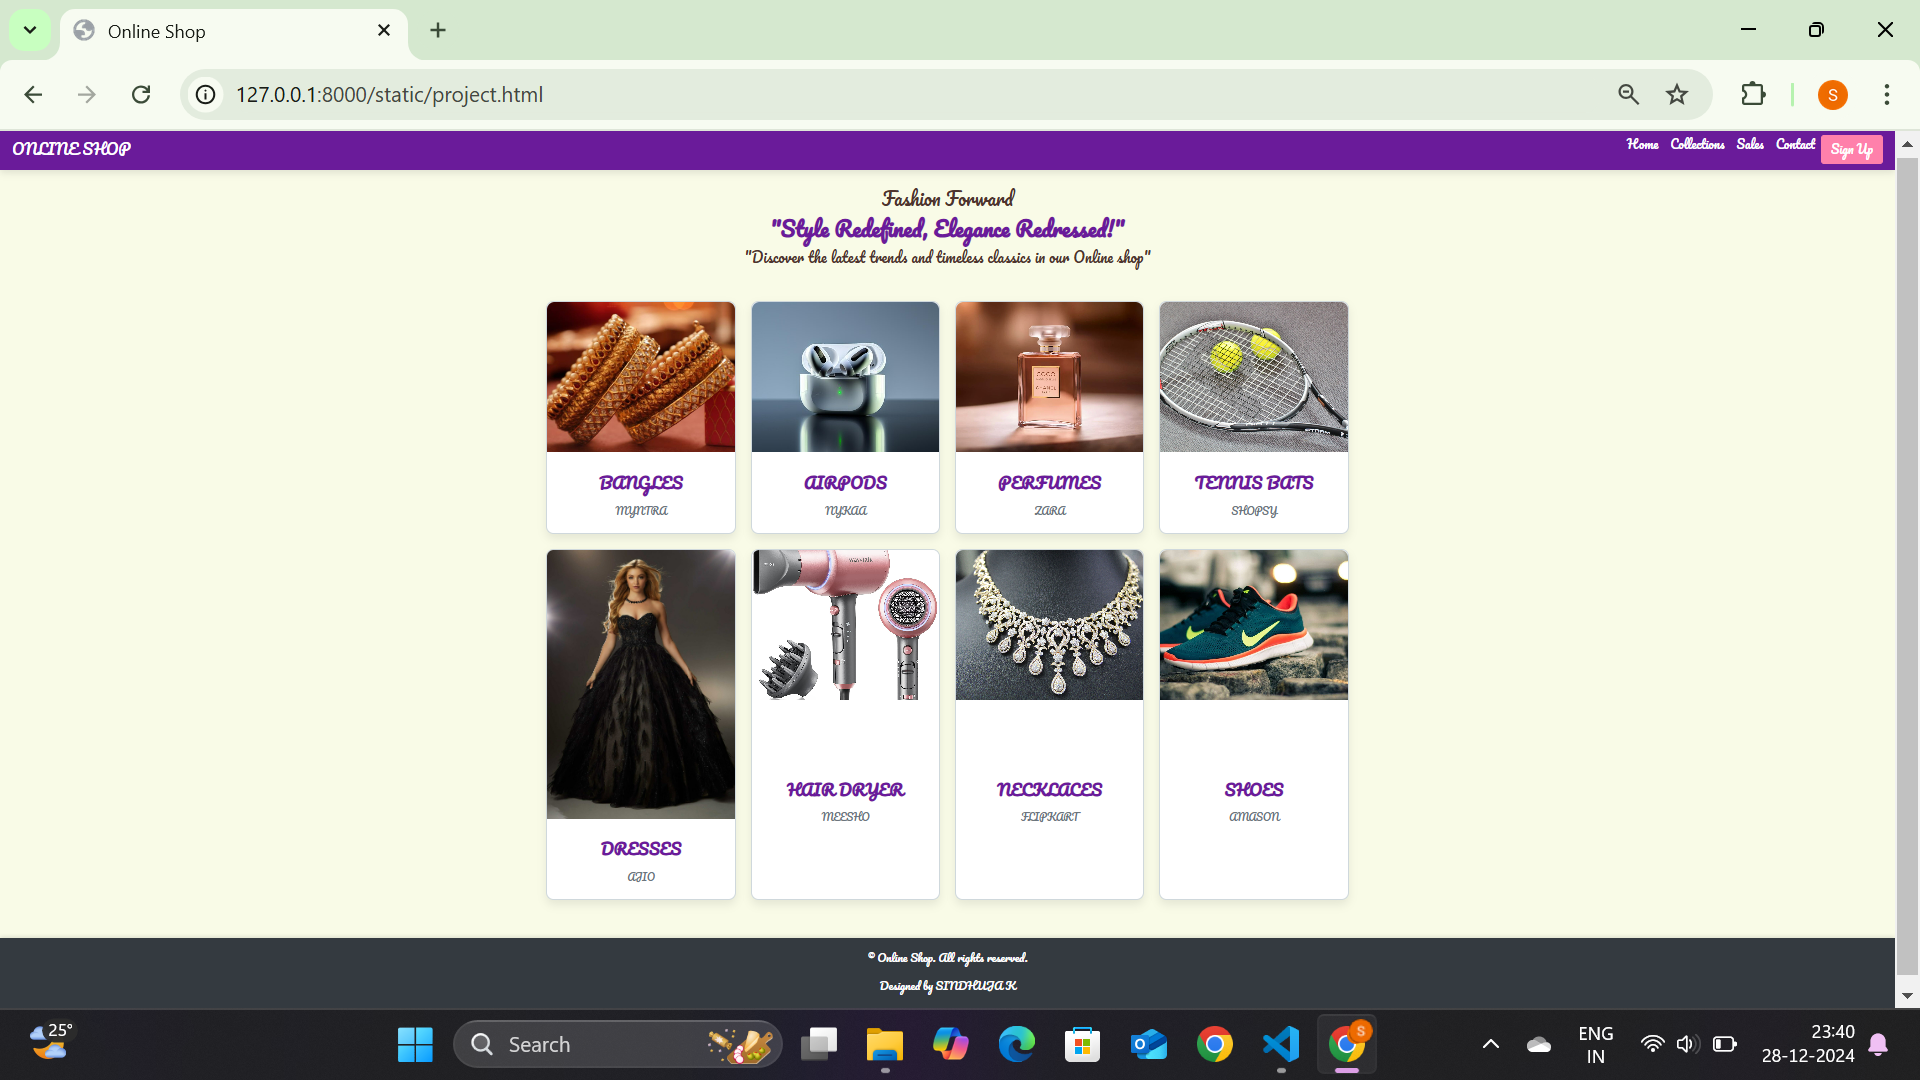 Online Shop
127.0.0.1:8000/static/project.html
S
ONLINE SHOP
Home Collections Sales Contact Sign Up
Fashion Forward
"Style Redefined, Elegance Redressed!"
"Discover the latest trends and timeless classics in our Online shop"
COCO
CHANEL
BANGLES AIRPODS PERFUMES TENNIS BATS
MYNTRA NYKAA ZARA SHOPSY
HAIR DRYER NECKLACES SHOES
MEESHO FLIPKART AMASON
DRESSES
AJIO
© Online Shop. All rights reserved.
Designed by SINDHUJA K
25°
Search
S
ENG
IN
23:40
28-12-2024